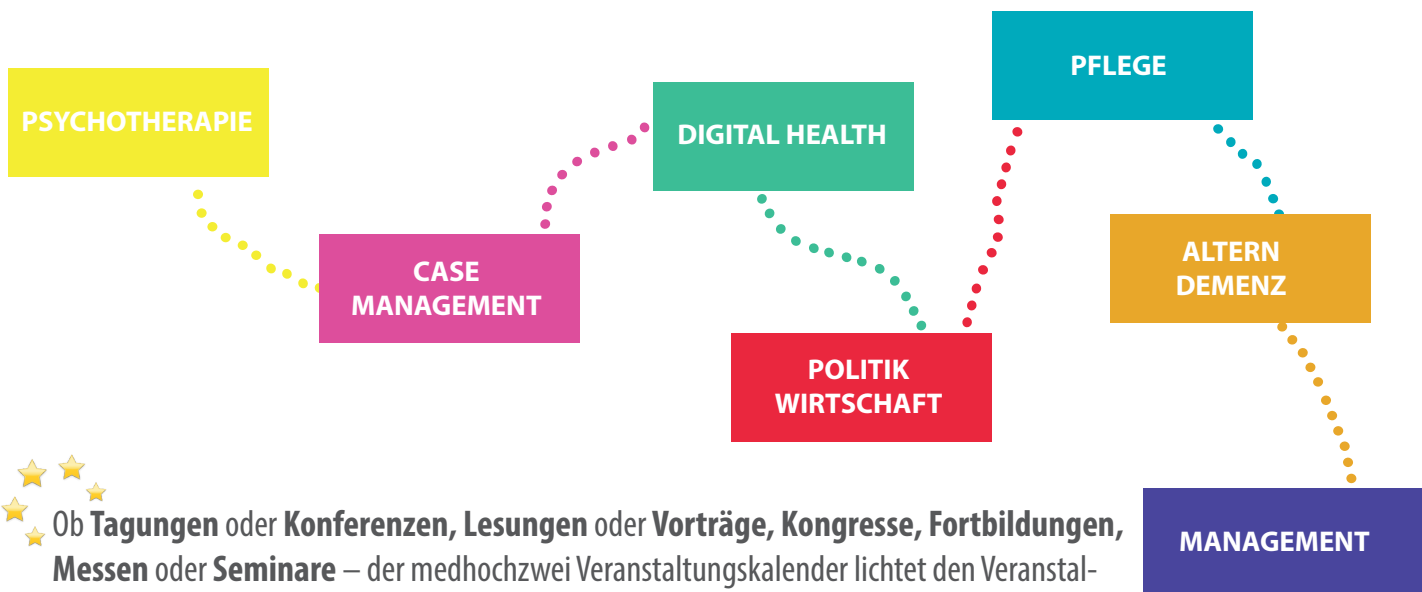 PSYCHOTHERAPIE
CASE
MANAGEMENT
DIGITAL HEALTH
POLITIK
WIRTSCHAFT
PFLEGE
ALTERN
DEMENZ
MANAGEMENT
Ob Tagungen oder Konferenzen, Lesungen oder Vorträge, Kongresse, Fortbildungen,
Messen oder Seminare – der medhochzwei Veranstaltungskalender lichtet den Veranstal-